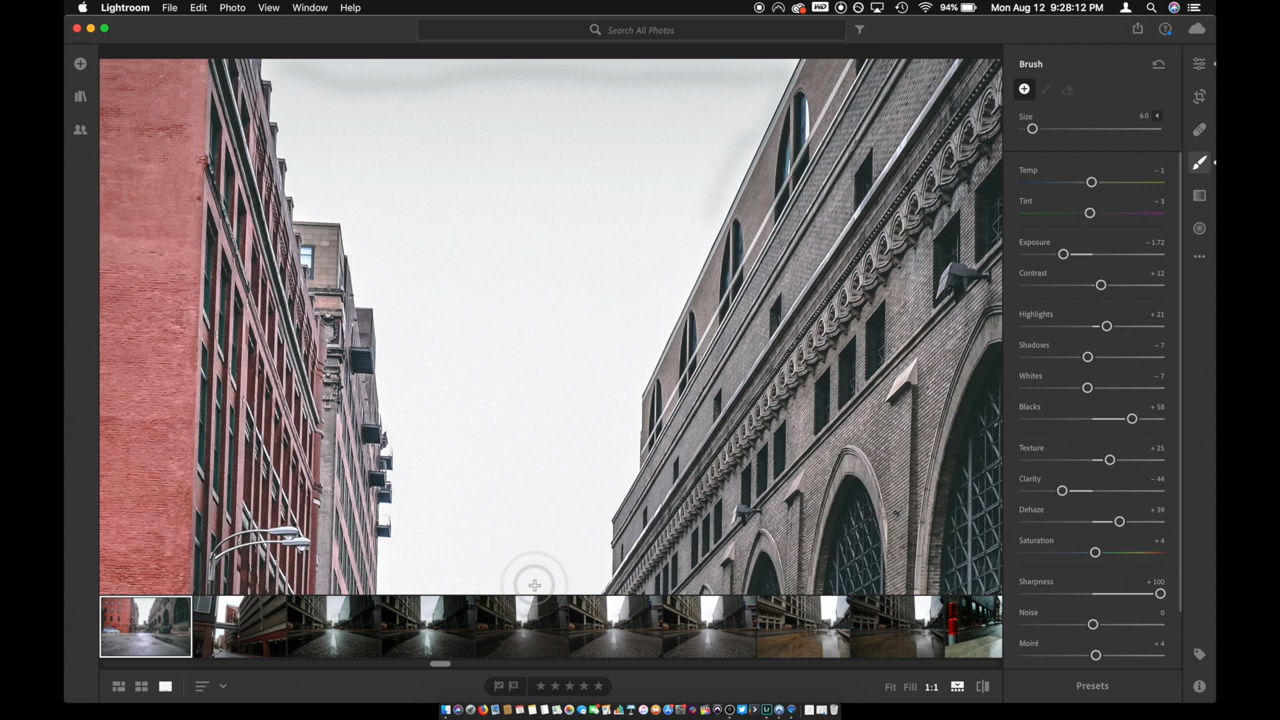 Lightroom File Edit Photo View Window Help
94% Mon Aug 12 9:28:12 PM
Search All Photos
Brush
Size 6.0
Temp – 1
Tint – 3
Exposure – 1.72
Contrast + 12
Highlights + 21
Shadows – 7
Whites – 7
Blacks + 58
Texture + 25
Clarity – 44
Dehaze + 39
Saturation + 4
Sharpness + 100
Noise 0
Moiré + 4
Fit Fill 1:1
Presets